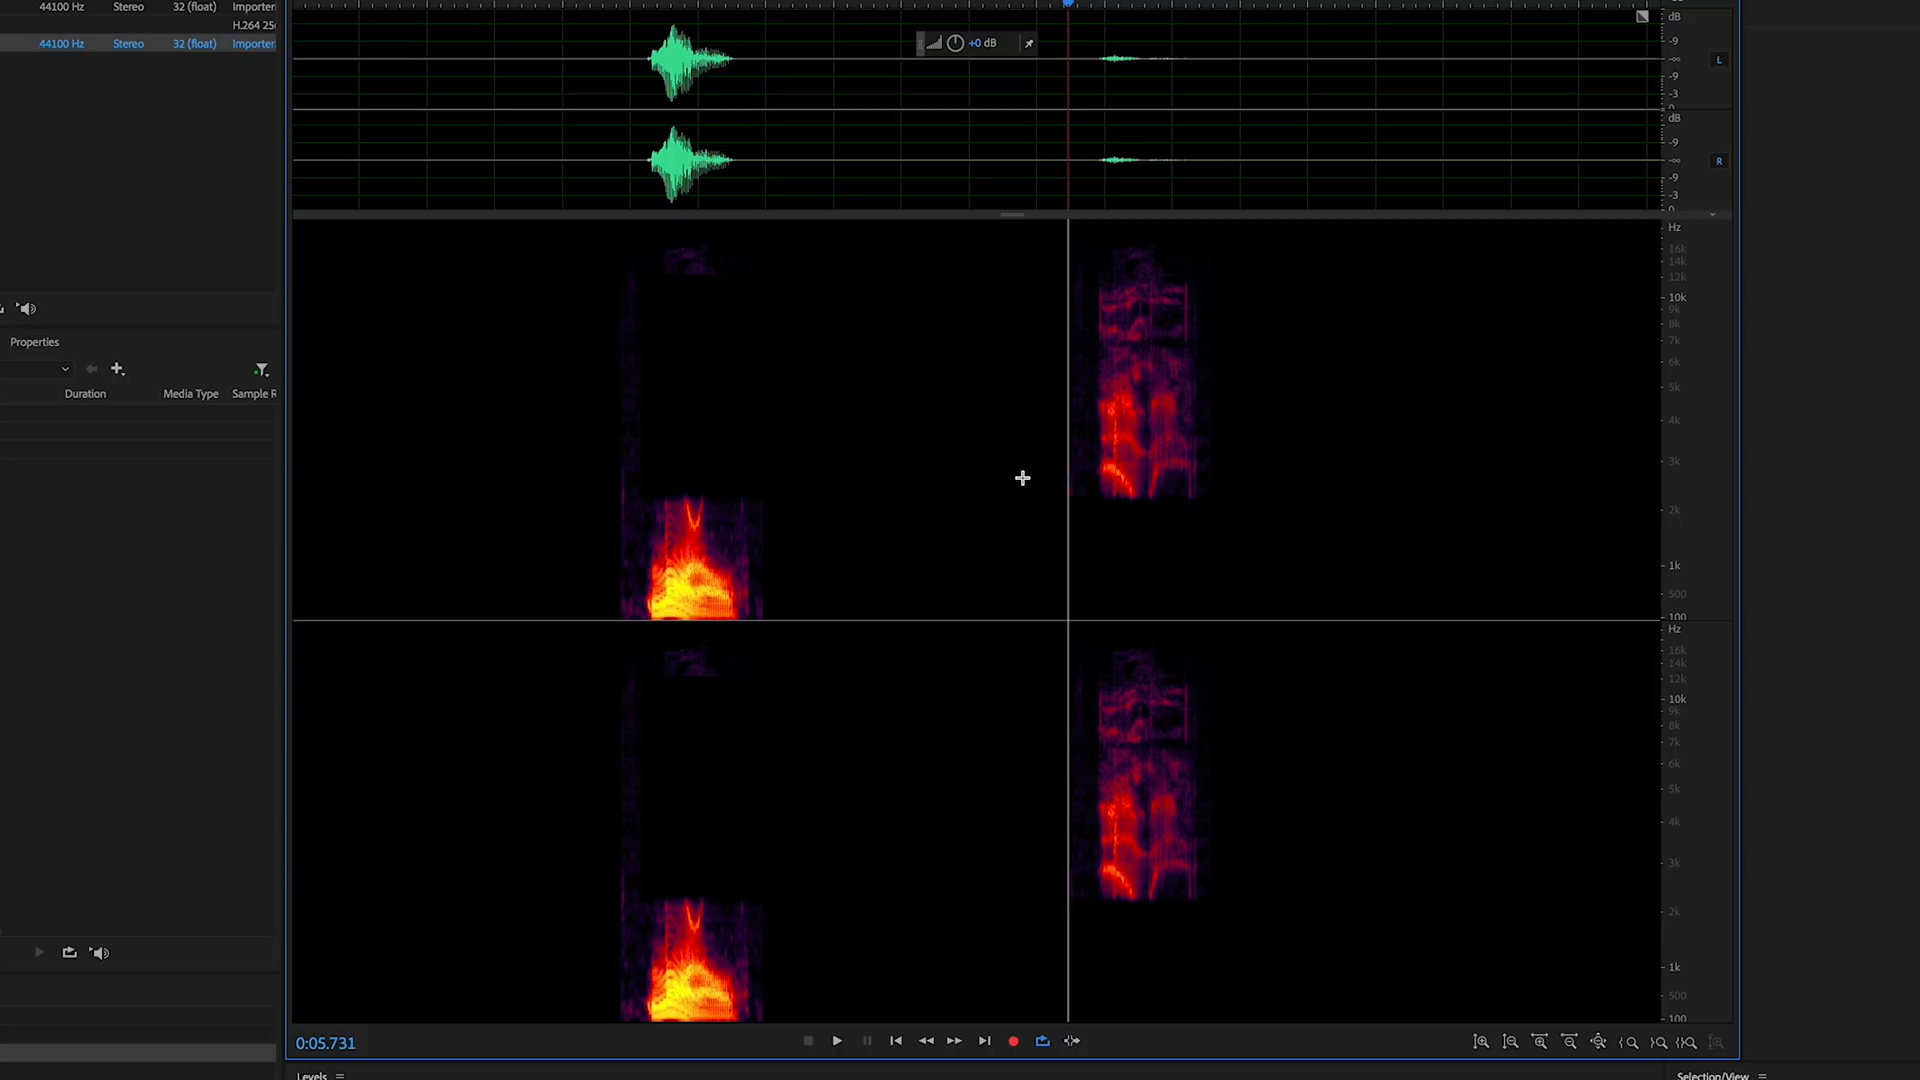 44100 Hz Stereo 32 (float) Importer
H.264 25
44100 Hz Stereo 32 (float) Importer
+0 dB
dB
-9
-∞
-9
-3
0
L
dB
-9
-∞
-9
-3
0
R
Hz
16k
14k
12k
10k
9k
8k
7k
6k
5k
4k
3k
2k
1k
500
100
Properties
Duration Media Type Sample R
Hz
16k
14k
12k
10k
9k
8k
7k
6k
5k
4k
3k
2k
1k
500
100
0:05.731
Levels
Selection/View